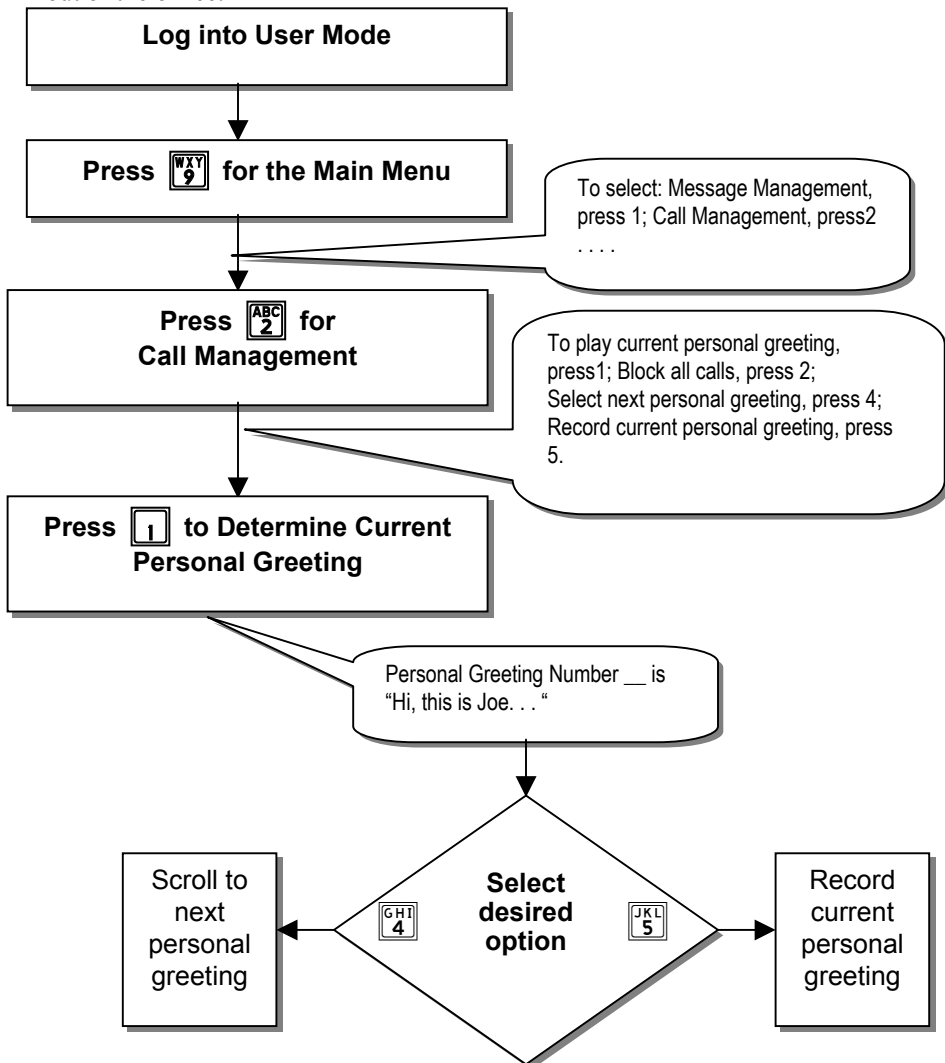 Log into User Mode
Press WXY 9 for the Main Menu
To select: Message Management,
press 1; Call Management, press2
. . . .
Press ABC 2 for
Call Management
To play current personal greeting,
press1; Block all calls, press 2;
Select next personal greeting, press 4;
Record current personal greeting, press
5.
Press 1 to Determine Current
Personal Greeting
Personal Greeting Number __ is
“Hi, this is Joe. . . “
Select
desired
option
GHI 4
JKL 5
Scroll to
next
personal
greeting
Record
current
personal
greeting